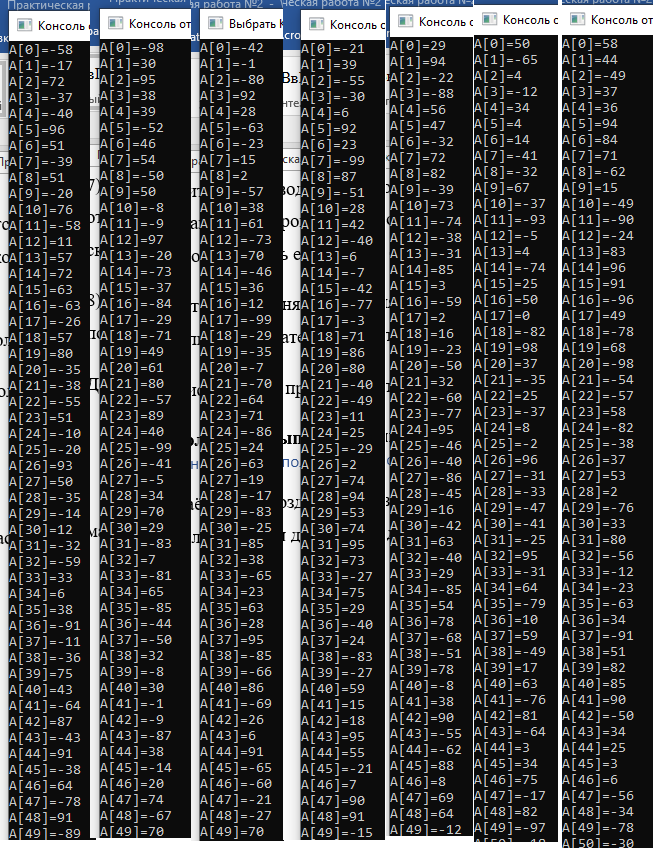 Практическая
Консоль
A[0]=-58
A[1]=-17
A[2]=72
A[3]=-37
A[4]=-40
A[5]=96
A[6]=51
A[7]=-39
A[8]=51
A[9]=-20
A[10]=76
A[11]=-58
A[12]=11
A[13]=57
A[14]=72
A[15]=63
A[16]=-63
A[17]=-26
A[18]=57
A[19]=80
A[20]=-35
A[21]=-38
A[22]=-55
A[23]=51
A[24]=-10
A[25]=-20
A[26]=93
A[27]=50
A[28]=-35
A[29]=-14
A[30]=12
A[31]=-32
A[32]=-59
A[33]=33
A[34]=6
A[35]=38
A[36]=-91
A[37]=-11
A[38]=-36
A[39]=75
A[40]=43
A[41]=-64
A[42]=87
A[43]=-43
A[44]=91
A[45]=-38
A[46]=64
A[47]=-78
A[48]=91
A[49]=-89
Консоль от
A[0]=-98
A[1]=30
A[2]=95
A[3]=38
A[4]=39
A[5]=-52
A[6]=46
A[7]=54
A[8]=-50
A[9]=50
A[10]=-8
A[11]=-9
A[12]=97
A[13]=-20
A[14]=-73
A[15]=-37
A[16]=-84
A[17]=-29
A[18]=-71
A[19]=49
A[20]=61
A[21]=80
A[22]=-57
A[23]=89
A[24]=40
A[25]=-99
A[26]=-41
A[27]=-5
A[28]=34
A[29]=70
A[30]=29
A[31]=-83
A[32]=7
A[33]=-81
A[34]=65
A[35]=-85
A[36]=-44
A[37]=-50
A[38]=32
A[39]=-8
A[40]=30
A[41]=-1
A[42]=-9
A[43]=-87
A[44]=38
A[45]=-14
A[46]=20
A[47]=74
A[48]=-67
A[49]=70
работа №2
Выбрать
A[0]=-42
A[1]=-1
A[2]=-80
A[3]=92
A[4]=28
A[5]=-63
A[6]=-23
A[7]=15
A[8]=2
A[9]=-57
A[10]=38
A[11]=61
A[12]=-73
A[13]=70
A[14]=-46
A[15]=36
A[16]=12
A[17]=-99
A[18]=-29
A[19]=-35
A[20]=-7
A[21]=-70
A[22]=64
A[23]=71
A[24]=-86
A[25]=24
A[26]=63
A[27]=19
A[28]=-17
A[29]=-83
A[30]=-25
A[31]=85
A[32]=38
A[33]=-65
A[34]=23
A[35]=63
A[36]=28
A[37]=95
A[38]=-85
A[39]=-66
A[40]=86
A[41]=-69
A[42]=26
A[43]=6
A[44]=91
A[45]=-65
A[46]=-60
A[47]=-21
A[48]=-27
A[49]=70
ческая работа №2
Консоль с
A[0]=-21
A[1]=39
A[2]=-55
A[3]=-30
A[4]=6
A[5]=92
A[6]=23
A[7]=-99
A[8]=87
A[9]=-51
A[10]=28
A[11]=42
A[12]=-40
A[13]=6
A[14]=-7
A[15]=-42
A[16]=-77
A[17]=-3
A[18]=71
A[19]=86
A[20]=80
A[21]=-40
A[22]=-49
A[23]=11
A[24]=25
A[25]=-29
A[26]=2
A[27]=74
A[28]=94
A[29]=53
A[30]=74
A[31]=95
A[32]=73
A[33]=-27
A[34]=75
A[35]=29
A[36]=-40
A[37]=24
A[38]=-83
A[39]=-27
A[40]=59
A[41]=15
A[42]=18
A[43]=95
A[44]=55
A[45]=-21
A[46]=7
A[47]=90
A[48]=91
A[49]=-15
Консоль с
A[0]=29
A[1]=94
A[2]=-22
A[3]=-88
A[4]=56
A[5]=47
A[6]=-32
A[7]=72
A[8]=82
A[9]=-39
A[10]=73
A[11]=-74
A[12]=-38
A[13]=-31
A[14]=85
A[15]=3
A[16]=-59
A[17]=2
A[18]=16
A[19]=-23
A[20]=-50
A[21]=32
A[22]=-60
A[23]=-77
A[24]=95
A[25]=-46
A[26]=-40
A[27]=-86
A[28]=-45
A[29]=16
A[30]=-42
A[31]=63
A[32]=-40
A[33]=29
A[34]=-85
A[35]=54
A[36]=78
A[37]=-68
A[38]=-51
A[39]=78
A[40]=-8
A[41]=38
A[42]=90
A[43]=-55
A[44]=-62
A[45]=88
A[46]=8
A[47]=69
A[48]=64
A[49]=-12
Консоль о
A[0]=50
A[1]=-65
A[2]=4
A[3]=-12
A[4]=34
A[5]=4
A[6]=14
A[7]=-41
A[8]=-32
A[9]=67
A[10]=-37
A[11]=-93
A[12]=-5
A[13]=4
A[14]=-74
A[15]=25
A[16]=50
A[17]=0
A[18]=-82
A[19]=98
A[20]=37
A[21]=-35
A[22]=25
A[23]=-37
A[24]=8
A[25]=-2
A[26]=96
A[27]=-31
A[28]=-33
A[29]=-47
A[30]=-41
A[31]=-25
A[32]=95
A[33]=-31
A[34]=64
A[35]=-79
A[36]=10
A[37]=59
A[38]=-49
A[39]=17
A[40]=63
A[41]=-76
A[42]=81
A[43]=-64
A[44]=3
A[45]=46
A[46]=75
A[47]=-17
A[48]=82
A[49]=-97
Консоль от
A[0]=58
A[1]=44
A[2]=-49
A[3]=37
A[4]=36
A[5]=94
A[6]=84
A[7]=71
A[8]=-62
A[9]=15
A[10]=-49
A[11]=-90
A[12]=-24
A[13]=83
A[14]=96
A[15]=91
A[16]=-96
A[17]=49
A[18]=-78
A[19]=68
A[20]=-98
A[21]=-54
A[22]=-57
A[23]=58
A[24]=-82
A[25]=-38
A[26]=37
A[27]=53
A[28]=2
A[29]=-76
A[30]=33
A[31]=80
A[32]=-56
A[33]=-12
A[34]=-23
A[35]=-63
A[36]=34
A[37]=-91
A[38]=51
A[39]=82
A[40]=85
A[41]=90
A[42]=-50
A[43]=34
A[44]=25
A[45]=3
A[46]=6
A[47]=-56
A[48]=-34
A[49]=-78
A[50]=-30